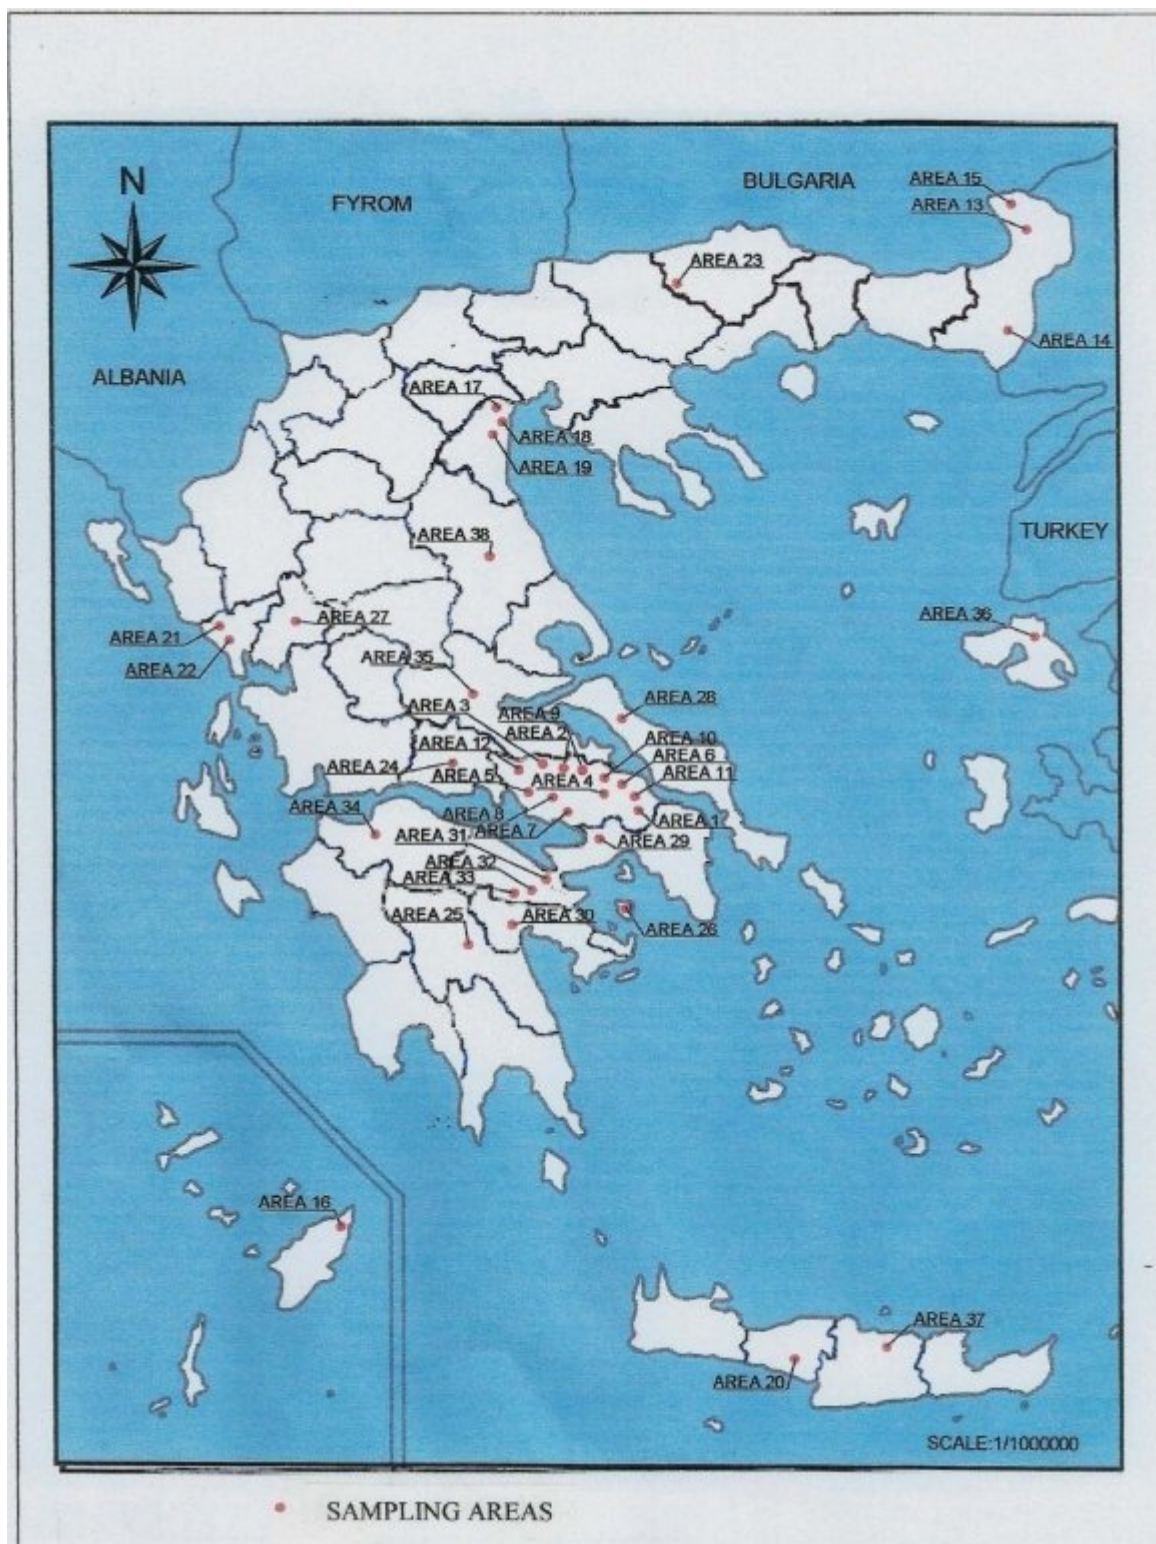 N
FYROM
BULGARIA
AREA 15
AREA 13
AREA 23
AREA 14
ALBANIA
AREA 17
AREA 18
AREA 19
TURKEY
AREA 38
AREA 27
AREA 36
AREA 21
AREA 22
AREA 35
AREA 3
AREA 9
AREA 28
AREA 2
AREA 10
AREA 12
AREA 6
AREA 24
AREA 5
AREA 4
AREA 11
AREA 34
AREA 8
AREA 1
AREA 7
AREA 31
AREA 29
AREA 32
AREA 33
AREA 25
AREA 30
AREA 26
AREA 16
AREA 37
AREA 20
SCALE:1/1000000
SAMPLING AREAS